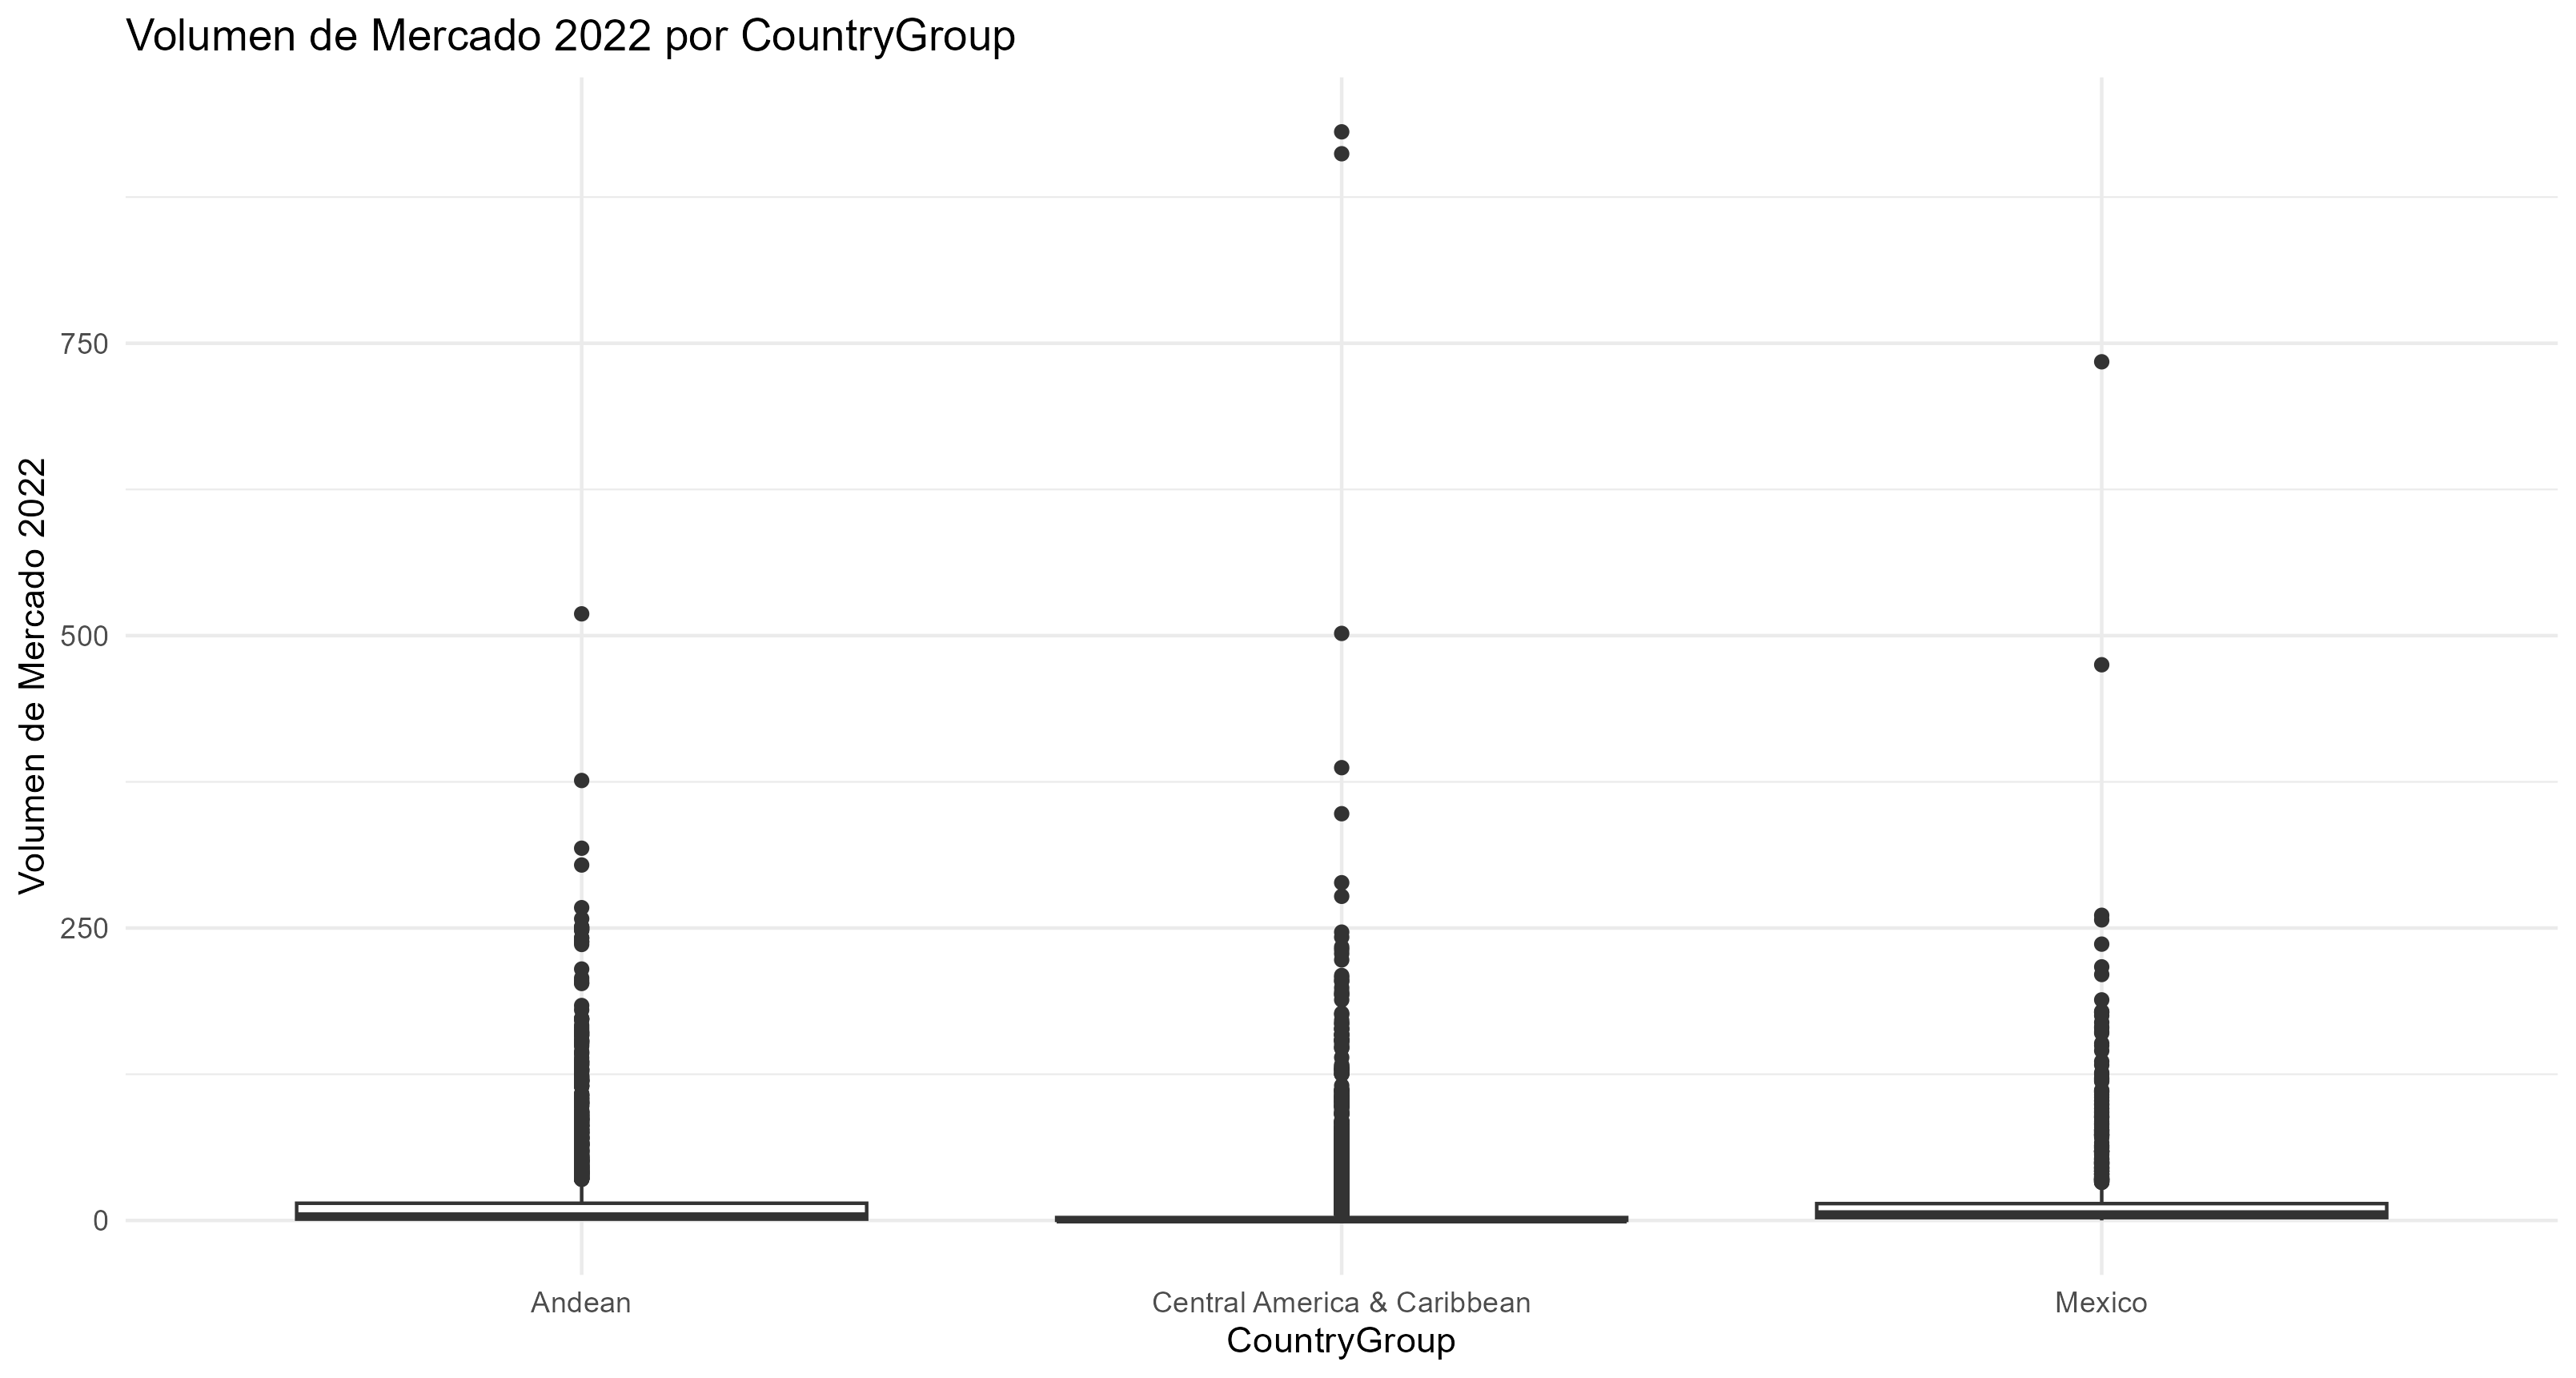 Volumen de Mercado 2022 por CountryGroup
Volumen de Mercado 2022
750
500
250
0
Andean
Central America & Caribbean
Mexico
CountryGroup